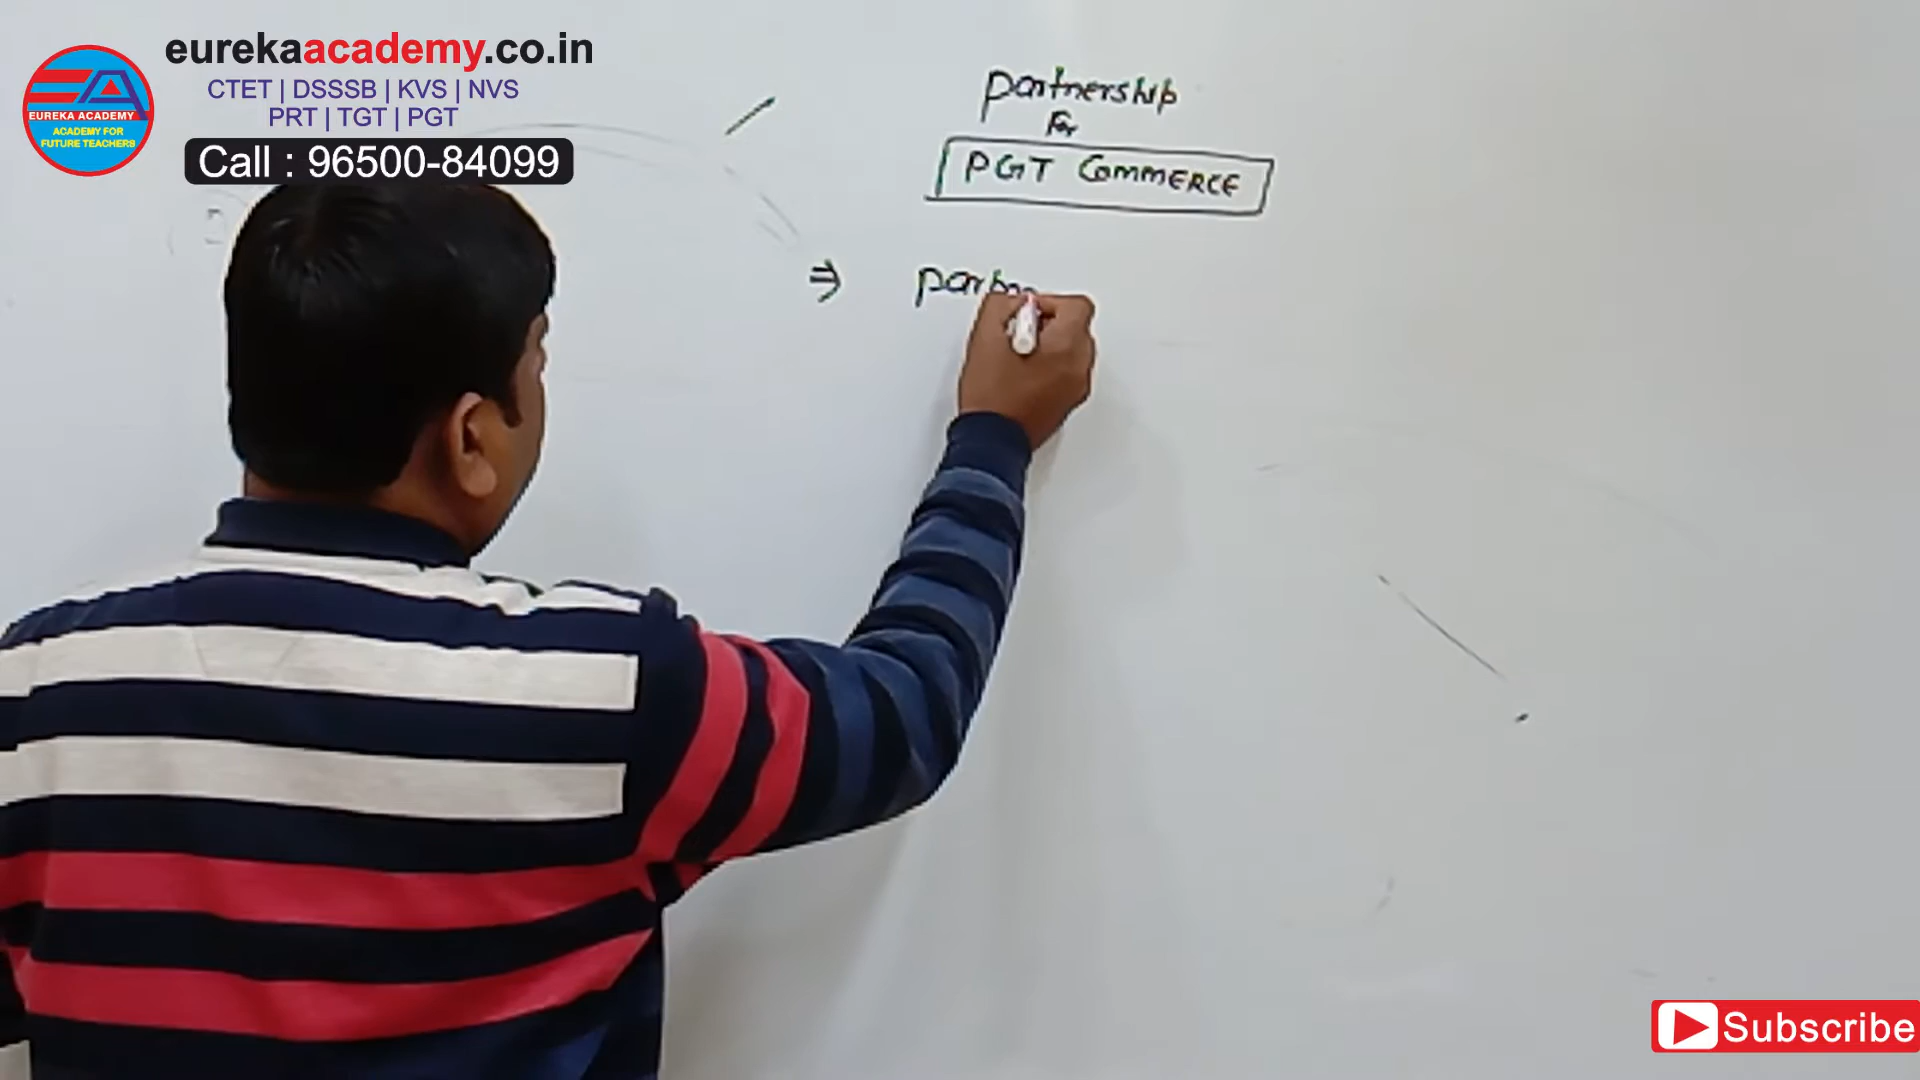 eurekaacademy.co.in
CTET | DSSSB | KVS | NVS
PRT | TGT | PGT
Call : 96500-84099
EUREKA ACADEMY
ACADEMY FOR
FUTURE TEACHERS
partnership
For
PGT COMMERCE
⇒ partn
Subscribe